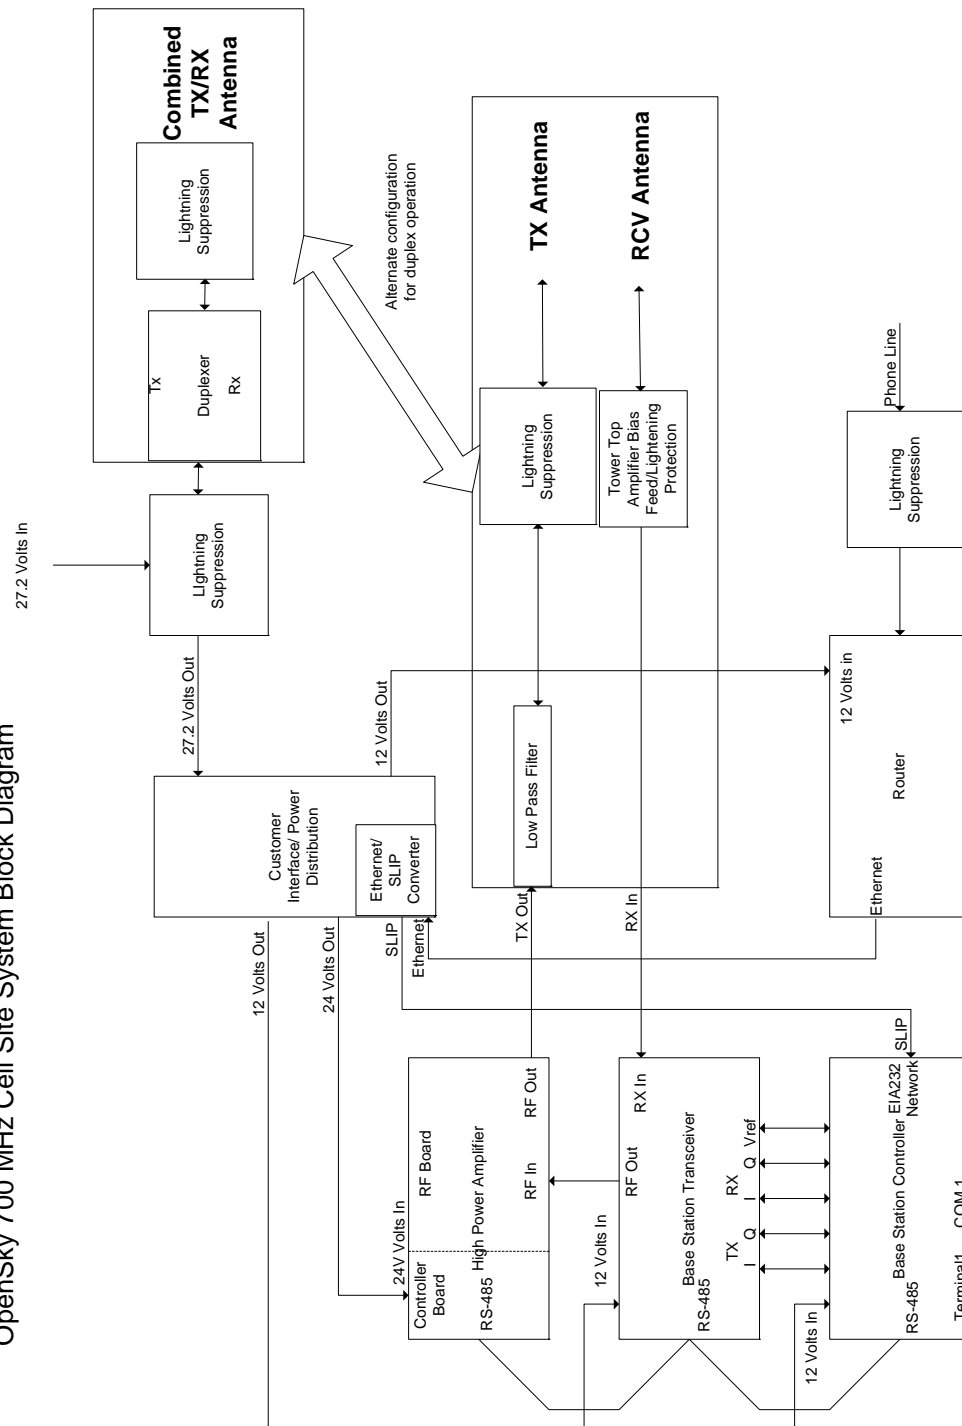 OpenSky 700 MHz Cell Site System Block Diagram
27.2 Volts In
Combined
TX/RX
Antenna
Lightning
Suppression
Tx
Duplexer
Rx
LIghtning
Suppression
27.2 Volts Out
Alternate configuration
for duplex operation
TX Antenna
RCV Antenna
Lightning
Suppression
Tower Top
Amplifier Bias
Feed/Lightening
Protection
Low Pass Filter
TX Out
RX In
Customer
Interface/ Power
Distribution
Ethernet/
SLIP
Converter
12 Volts Out
12 Volts Out
24 Volts Out
SLIP
Ethernet
Phone Line
Lightning
Suppression
12 Volts in
Router
Ethernet
24V Volts In
Controller
Board
RF Board
High Power Amplifier
RS-485
RF In
RF Out
12 Volts In
RF Out
RX In
Base Station Transceiver
RS-485
TX
I Q
RX
I Q
Vref
12 Volts In
SLIP
EIA232
Network
Base Station Controller
RS-485
Terminal1
COM 1